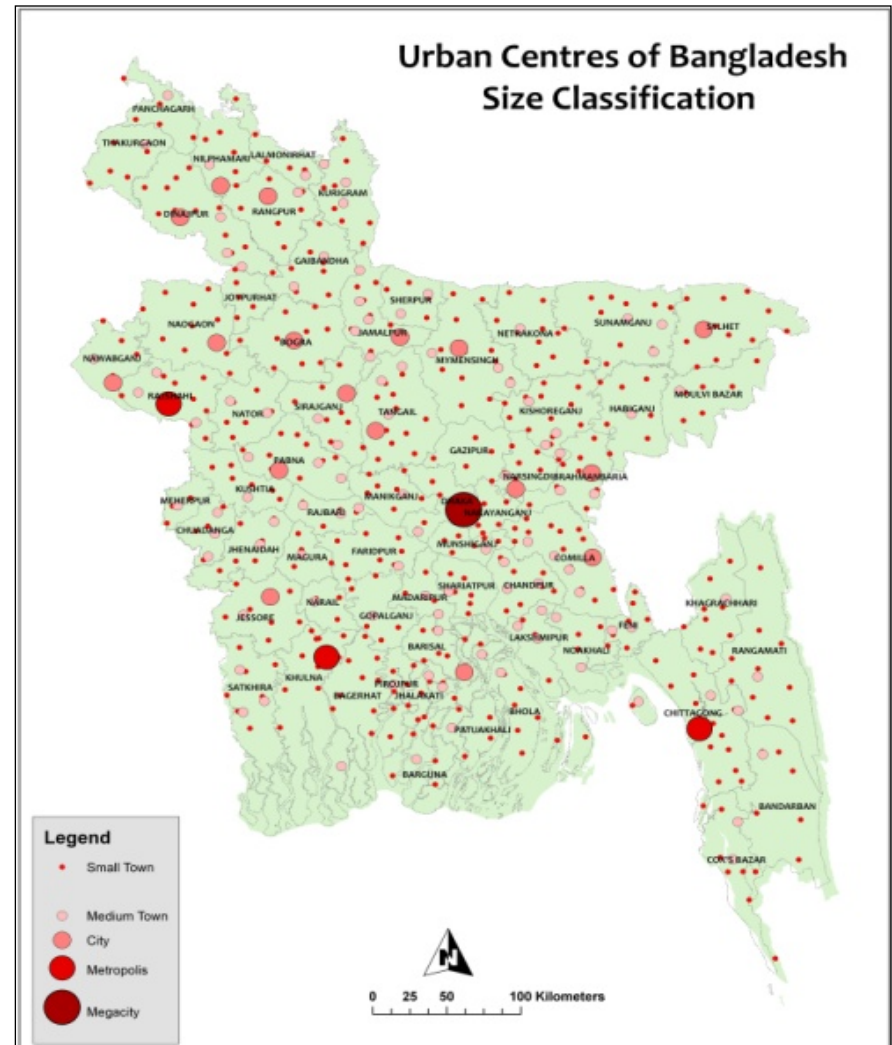 Urban Centres of Bangladesh
Size Classification
PANCHAGARH
THAKURGAON
NILPHAMARI
LALMONIRHAT
KURIGRAM
DINAJPUR
RANGPUR
GAIBANDHA
JOYPURHAT
SHERPUR
NAOGAON
BOGRA
JAMALPUR
NETRAKONA
SUNAMGANJ
SYLHET
NAWABGANJ
MYMENSINGH
RAJSHAHI
NATOR
SIRAJGANJ
TANGAIL
KISHOREGANJ
HABIGANJ
MOULVI BAZAR
GAZIPUR
PABNA
NARSINGDI
BRAHMANBARIA
KUSHTIA
MANIKGANJ
DHAKA
MEHERPUR
RAJBARI
NARAYANGANJ
CHUADANGA
JHENAIDAH
MAGURA
FARIDPUR
MUNSHIGANJ
COMILLA
SHARIATPUR
CHANDPUR
MADARIPUR
KHAGRACHHARI
JESSORE
NARAIL
GOPALGANJ
FENI
LAKSHMIPUR
BARISAL
NOAKHALI
RANGAMATI
KHULNA
SATKHIRA
PIROJPUR
BAGERHAT
JHALAKATI
BHOLA
CHITTAGONG
PATUAKHALI
BARGUNA
BANDARBAN
COX'S BAZAR
Legend
Small Town
Medium Town
City
Metropolis
Megacity
N
0 25 50 100 Kilometers